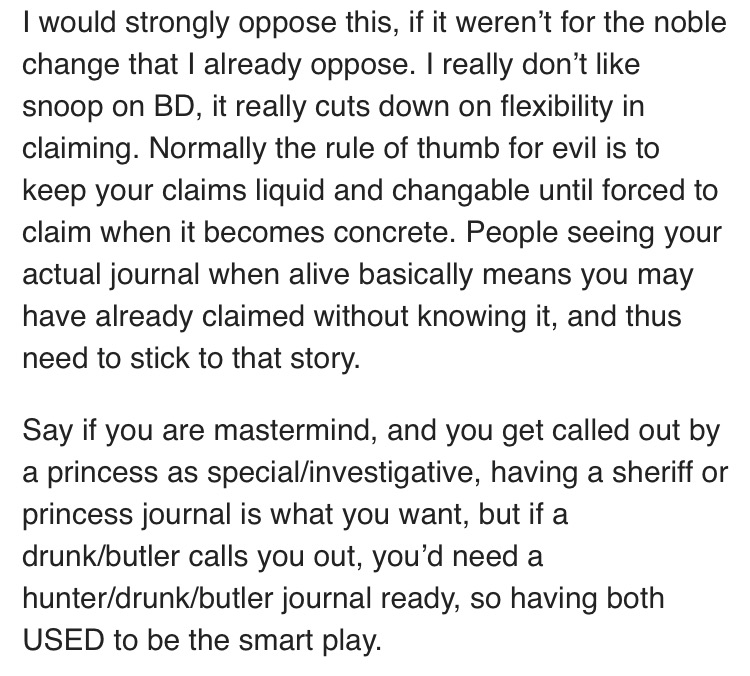 I would strongly oppose this, if it weren’t for the noble
change that I already oppose. I really don’t like
snoop on BD, it really cuts down on flexibility in
claiming. Normally the rule of thumb for evil is to
keep your claims liquid and changable until forced to
claim when it becomes concrete. People seeing your
actual journal when alive basically means you may
have already claimed without knowing it, and thus
need to stick to that story.
Say if you are mastermind, and you get called out by
a princess as special/investigative, having a sheriff or
princess journal is what you want, but if a
drunk/butler calls you out, you’d need a
hunter/drunk/butler journal ready, so having both
USED to be the smart play.